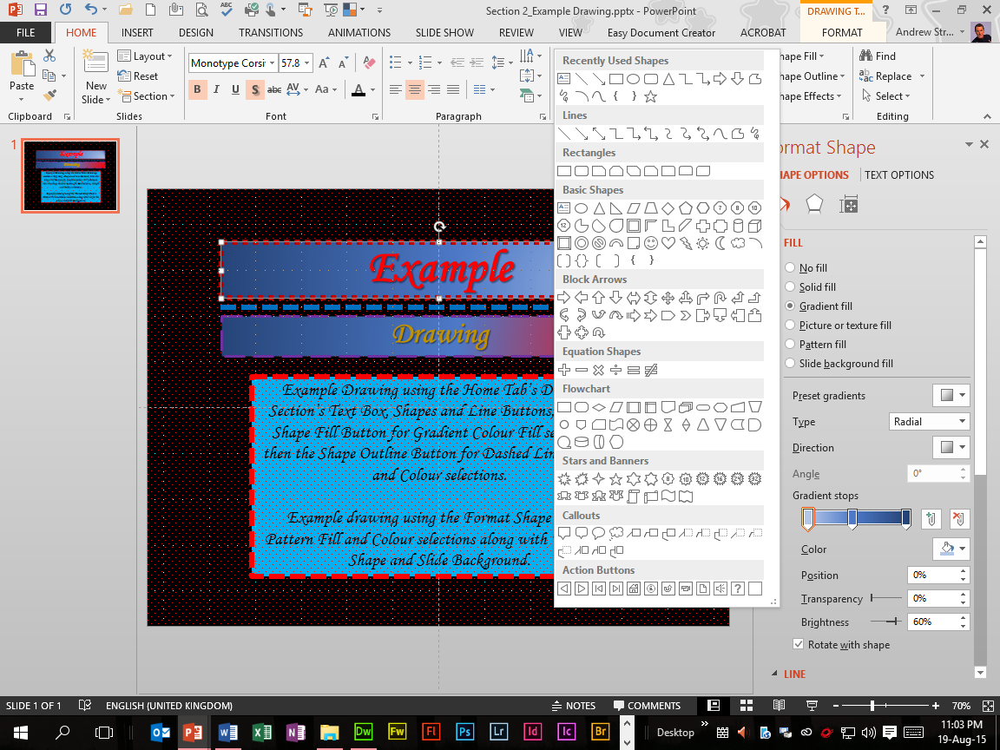 Section 2_Example Drawing.pptx - PowerPoint
DRAWING T...
?
FILE
HOME
INSERT
DESIGN
TRANSITIONS
ANIMATIONS
SLIDE SHOW
REVIEW
VIEW
Easy Document Creator
ACROBAT
FORMAT
Andrew Str...
Paste
New
Slide
Layout
Reset
Section
Monotype Corsi
57.8
B I U S abc AV Aa A
hape Fill
hape Outline
hape Effects
Find
Replace
Select
Clipboard
Slides
Font
Paragraph
Editing
Recently Used Shapes
Lines
Rectangles
Basic Shapes
Block Arrows
Equation Shapes
Flowchart
Stars and Banners
Callouts
Action Buttons
1
Example
Drawing
Example Drawing using the Home Tab's D
Section's Text Box, Shapes and Line Buttons,
Shape Fill Button for Gradient Colour Fill se
then the Shape Outline Button for Dashed Lin
and Colour selections.
Example drawing using the Format Shape
Pattern Fill and Colour selections along with
Shape and Slide Background.
ormat Shape
HAPE OPTIONS
TEXT OPTIONS
FILL
No fill
Solid fill
Gradient fill
Picture or texture fill
Pattern fill
Slide background fill
Preset gradients
Type
Radial
Direction
Angle
0°
Gradient stops
Color
Position
0%
Transparency
0%
Brightness
60%
Rotate with shape
LINE
SLIDE 1 OF 1
ENGLISH (UNITED KINGDOM)
NOTES
COMMENTS
70%
Dw
Fw
Fl
Ps
Lr
Id
Ic
Br
Desktop
11:03 PM
19-Aug-15